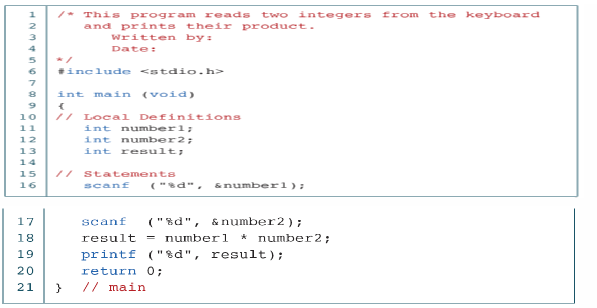 1 /* This program reads two integers from the keyboard
2 and prints their product.
3 Written by:
4 Date:
5 */
6 #include <stdio.h>
7
8 int main (void)
9 {
10 // Local Definitions
11 int number1;
12 int number2;
13 int result;
14
15 // Statements
16 scanf ("%d", &number1);
17 scanf ("%d", &number2);
18 result = number1 * number2;
19 printf ("%d", result);
20 return 0;
21 } // main